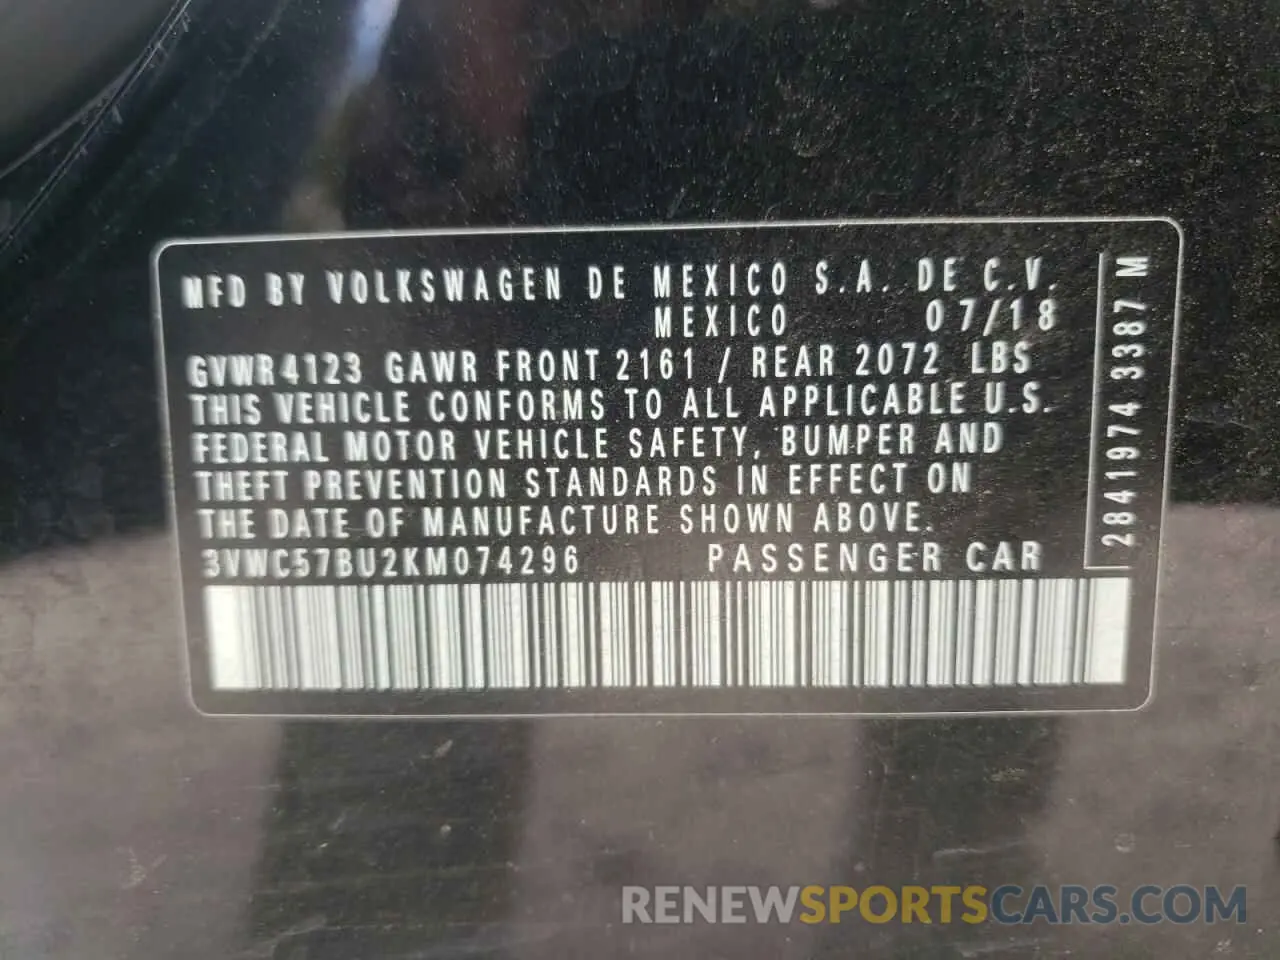 MFD BY VOLKSWAGEN DE MEXICO S.A. DE C.V.
MEXICO 07/18
GVWR 4123 GAWR FRONT 2161 / REAR 2072 LBS
THIS VEHICLE CONFORMS TO ALL APPLICABLE U.S.
FEDERAL MOTOR VEHICLE SAFETY, BUMPER AND
THEFT PREVENTION STANDARDS IN EFFECT ON
THE DATE OF MANUFACTURE SHOWN ABOVE.
3VWC57BU2KM074296 PASSENGER CAR
2841974 3387 M
RENEWSPORTSCARS.COM